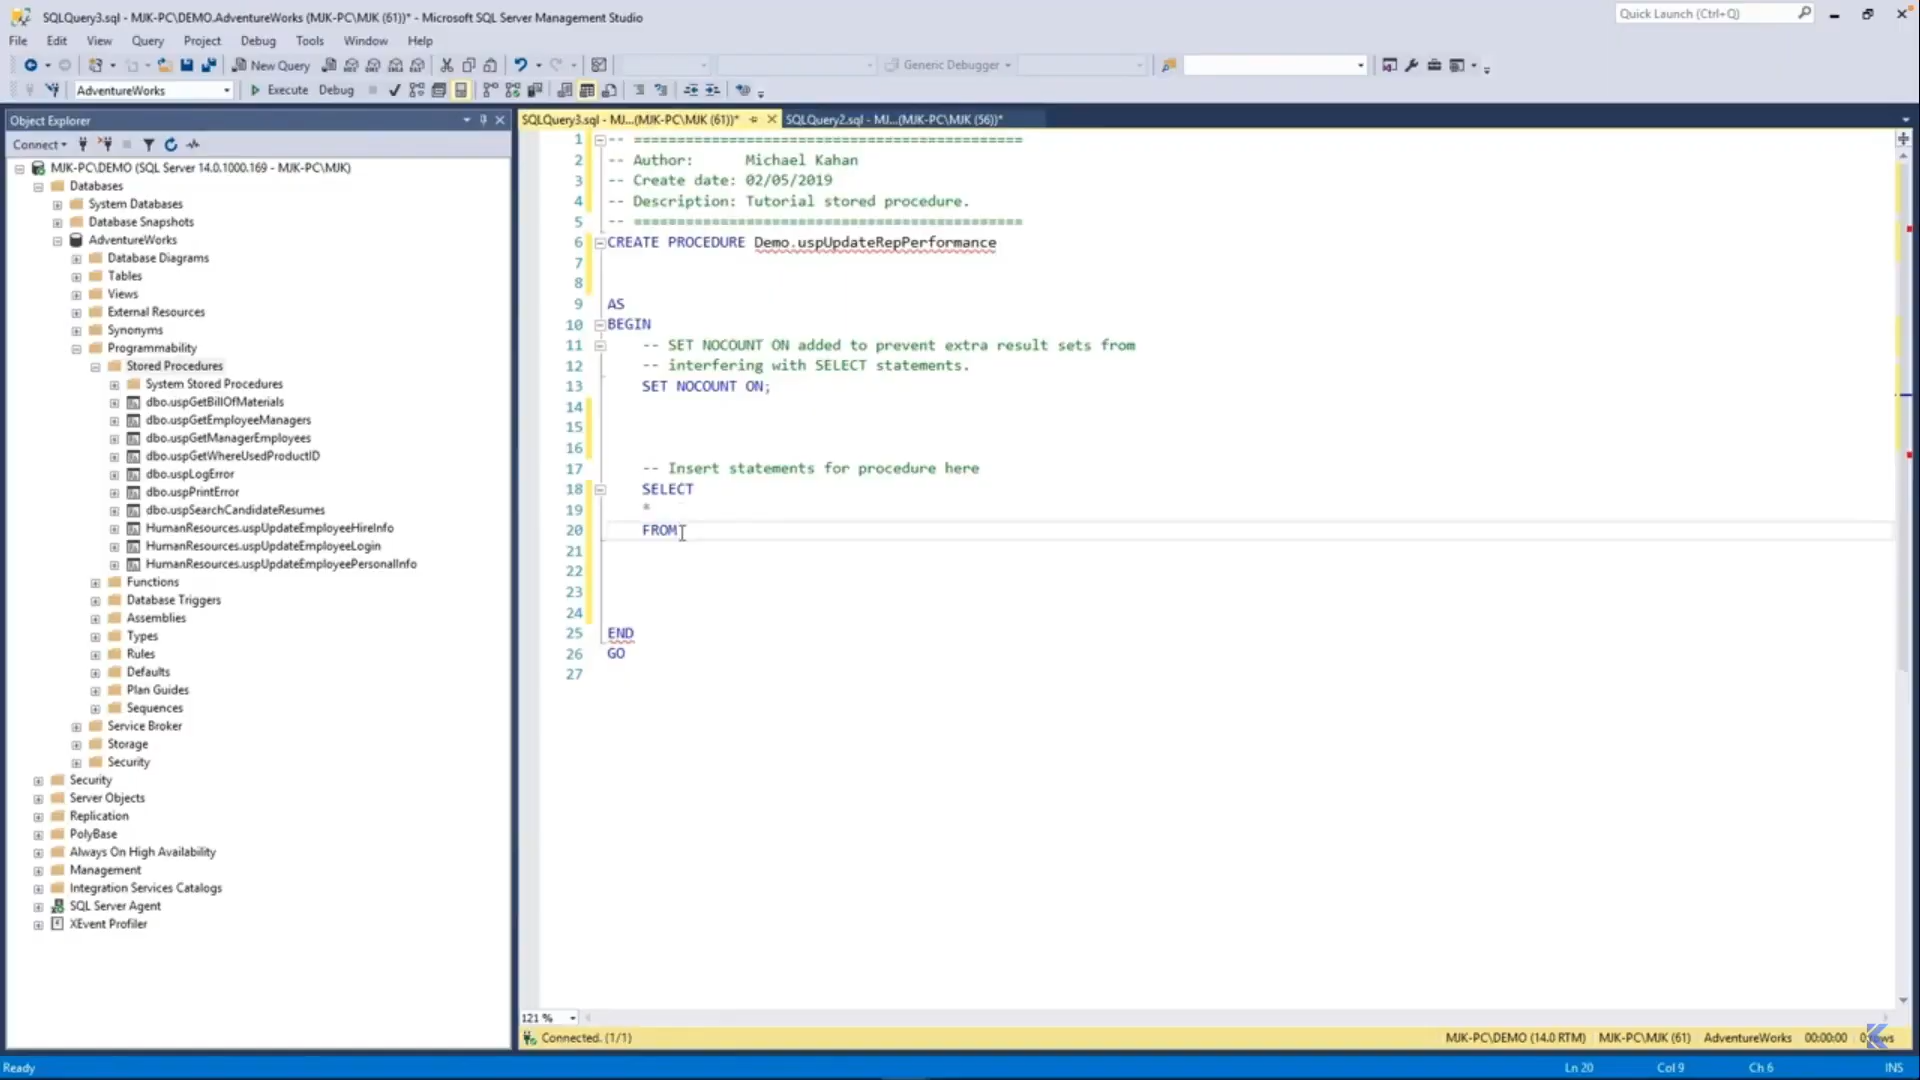 SQLQuery3.sql - MJK-PC\DEMO.AdventureWorks (MJK-PC\MJK (61))* - Microsoft SQL Server Management Studio
Quick Launch (Ctrl+Q)
File Edit View Query Project Debug Tools Window Help
New Query
Generic Debugger
AdventureWorks
Execute Debug
Object Explorer
Connect
MJK-PC\DEMO (SQL Server 14.0.1000.169 - MJK-PC\MJK)
Databases
System Databases
Database Snapshots
AdventureWorks
Database Diagrams
Tables
Views
External Resources
Synonyms
Programmability
Stored Procedures
System Stored Procedures
dbo.uspGetBillOfMaterials
dbo.uspGetEmployeeManagers
dbo.uspGetManagerEmployees
dbo.uspGetWhereUsedProductID
dbo.uspLogError
dbo.uspPrintError
dbo.uspSearchCandidateResumes
HumanResources.uspUpdateEmployeeHireInfo
HumanResources.uspUpdateEmployeeLogin
HumanResources.uspUpdateEmployeePersonalInfo
Functions
Database Triggers
Assemblies
Types
Rules
Defaults
Plan Guides
Sequences
Service Broker
Storage
Security
Security
Server Objects
Replication
PolyBase
Always On High Availability
Management
Integration Services Catalogs
SQL Server Agent
XEvent Profiler
SQLQuery3.sql - MJ...(MJK-PC\MJK (61))* SQLQuery2.sql - MJ...(MJK-PC\MJK (56))*
1 -- =============================================
2 -- Author: Michael Kahan
3 -- Create date: 02/05/2019
4 -- Description: Tutorial stored procedure.
5 -- =============================================
6 CREATE PROCEDURE Demo.uspUpdateRepPerformance
7
8
9 AS
10 BEGIN
11 -- SET NOCOUNT ON added to prevent extra result sets from
12 -- interfering with SELECT statements.
13 SET NOCOUNT ON;
14
15
16
17 -- Insert statements for procedure here
18 SELECT
19 *
20 FROM
21
22
23
24
25 END
26 GO
27
121 %
Connected. (1/1) MJK-PC\DEMO (14.0 RTM) MJK-PC\MJK (61) AdventureWorks 00:00:00
Ready Ln 20 Col 9 Ch 6 INS